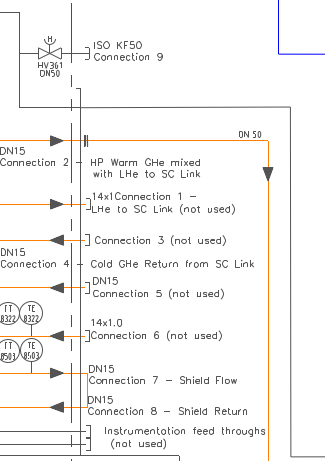 H
ISO KF50
Connection 9
HV361
DN50
DN 50
DN15
Connection 2
HP Warm GHe mixed
with LHe to SC Link
14x1Connection 1 –
LHe to SC Link (not used)
Connection 3 (not used)
DN15
Connection 4
Cold GHe Return from SC Link
DN15
Connection 5 (not used)
TT
8322
TE
8322
14x1.0
Connection 6 (not used)
TT
8503
TE
8503
DN15
Connection 7 – Shield Flow
DN15
Connection 8 – Shield Return
Instrumentation feed throughs
(not used)